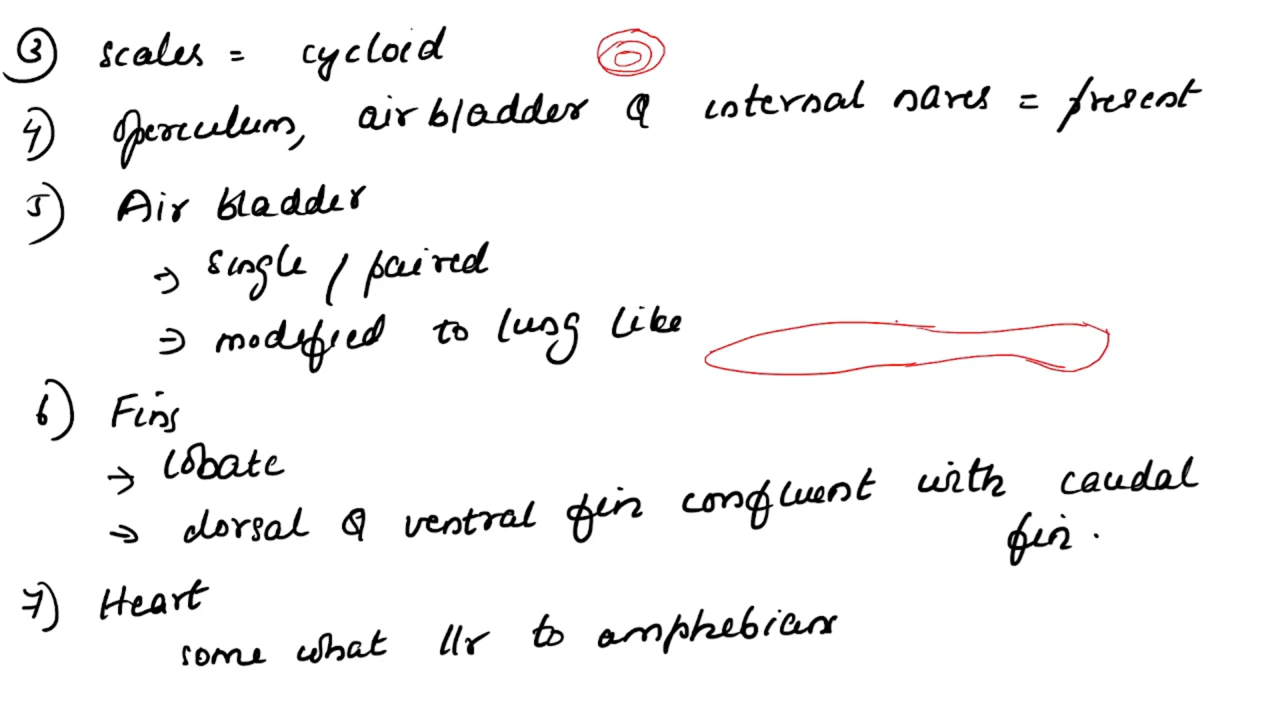 3) scales = cycloid
4) operculum, air bladder & internal nares = present
5) Air bladder
→ single / paired
⇒ modified to lung like
6) Fins
→ lobate
⇒ dorsal & ventral fin confluent with caudal
fin.
7) Heart
some what llr to amphebians